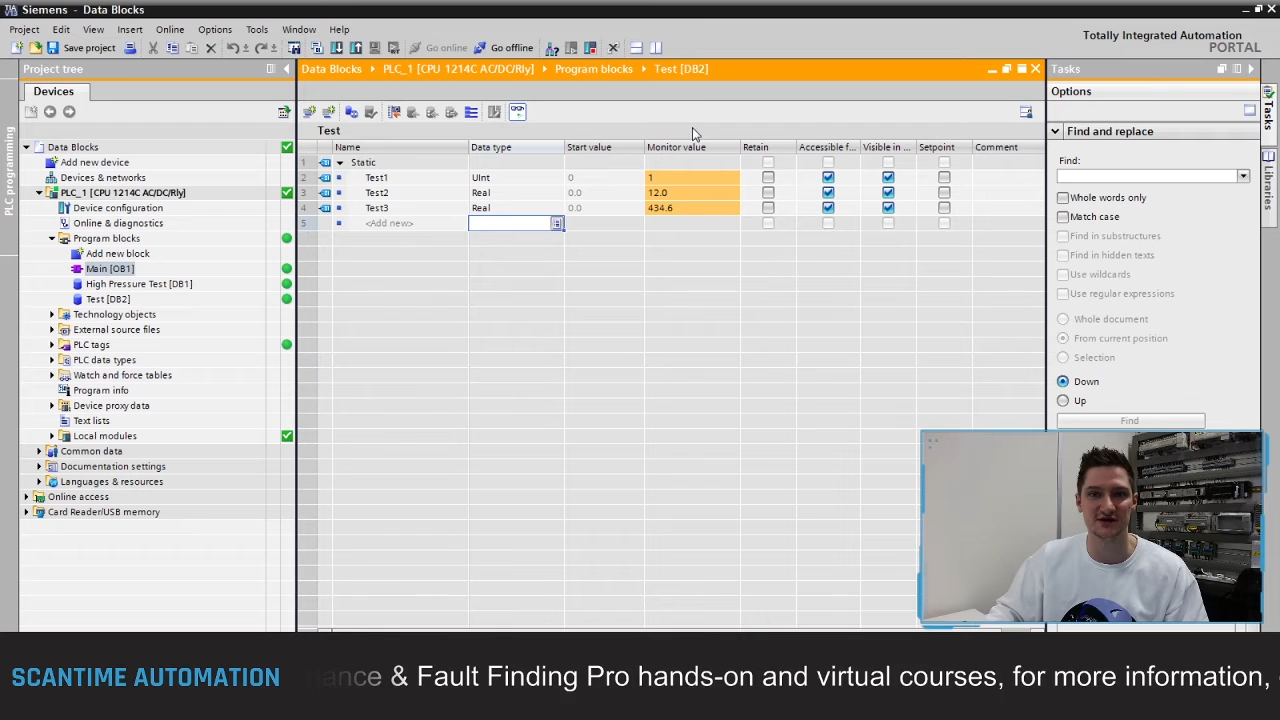 Siemens - Data Blocks
Project Edit View Insert Online Options Tools Window Help
Save project Go online Go offline
Totally Integrated Automation
PORTAL
Project tree
Data Blocks PLC_1 [CPU 1214C AC/DC/Rly] Program blocks Test [DB2]
Tasks
Devices
Options
PLC programming
Tasks
Libraries
Test
Find and replace
Name Data type Start value Monitor value Retain Accessible f... Visible in ... Setpoint Comment
1 Static
2 Test1 UInt 0 1
3 Test2 Real 0.0 12.0
4 Test3 Real 0.0 434.6
5 <Add new>
Data Blocks
Add new device
Devices & networks
PLC_1 [CPU 1214C AC/DC/Rly]
Device configuration
Online & diagnostics
Program blocks
Add new block
Main [OB1]
High Pressure Test [DB1]
Test [DB2]
Technology objects
External source files
PLC tags
PLC data types
Watch and force tables
Program info
Device proxy data
Text lists
Local modules
Common data
Documentation settings
Languages & resources
Online access
Card Reader/USB memory
Find:
Whole words only
Match case
Find in substructures
Find in hidden texts
Use wildcards
Use regular expressions
Whole document
From current position
Selection
Down
Up
Find
SCANTIME AUTOMATION
& Fault Finding Pro hands-on and virtual courses, for more information,